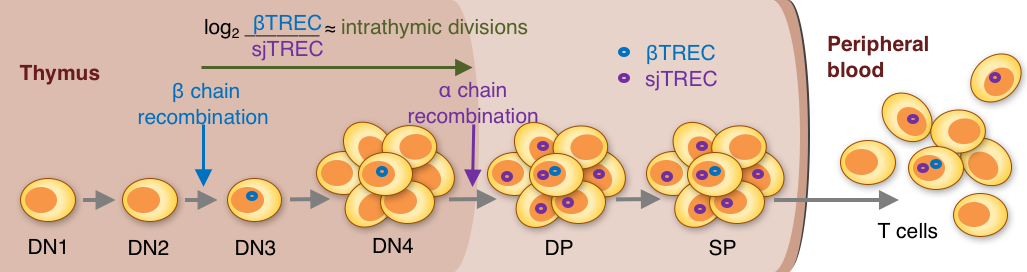 log2 βTREC ≈ intrathymic divisions
sjTREC
Thymus
β chain
recombination
α chain
recombination
βTREC
sjTREC
Peripheral
blood
DN1
DN2
DN3
DN4
DP
SP
T cells